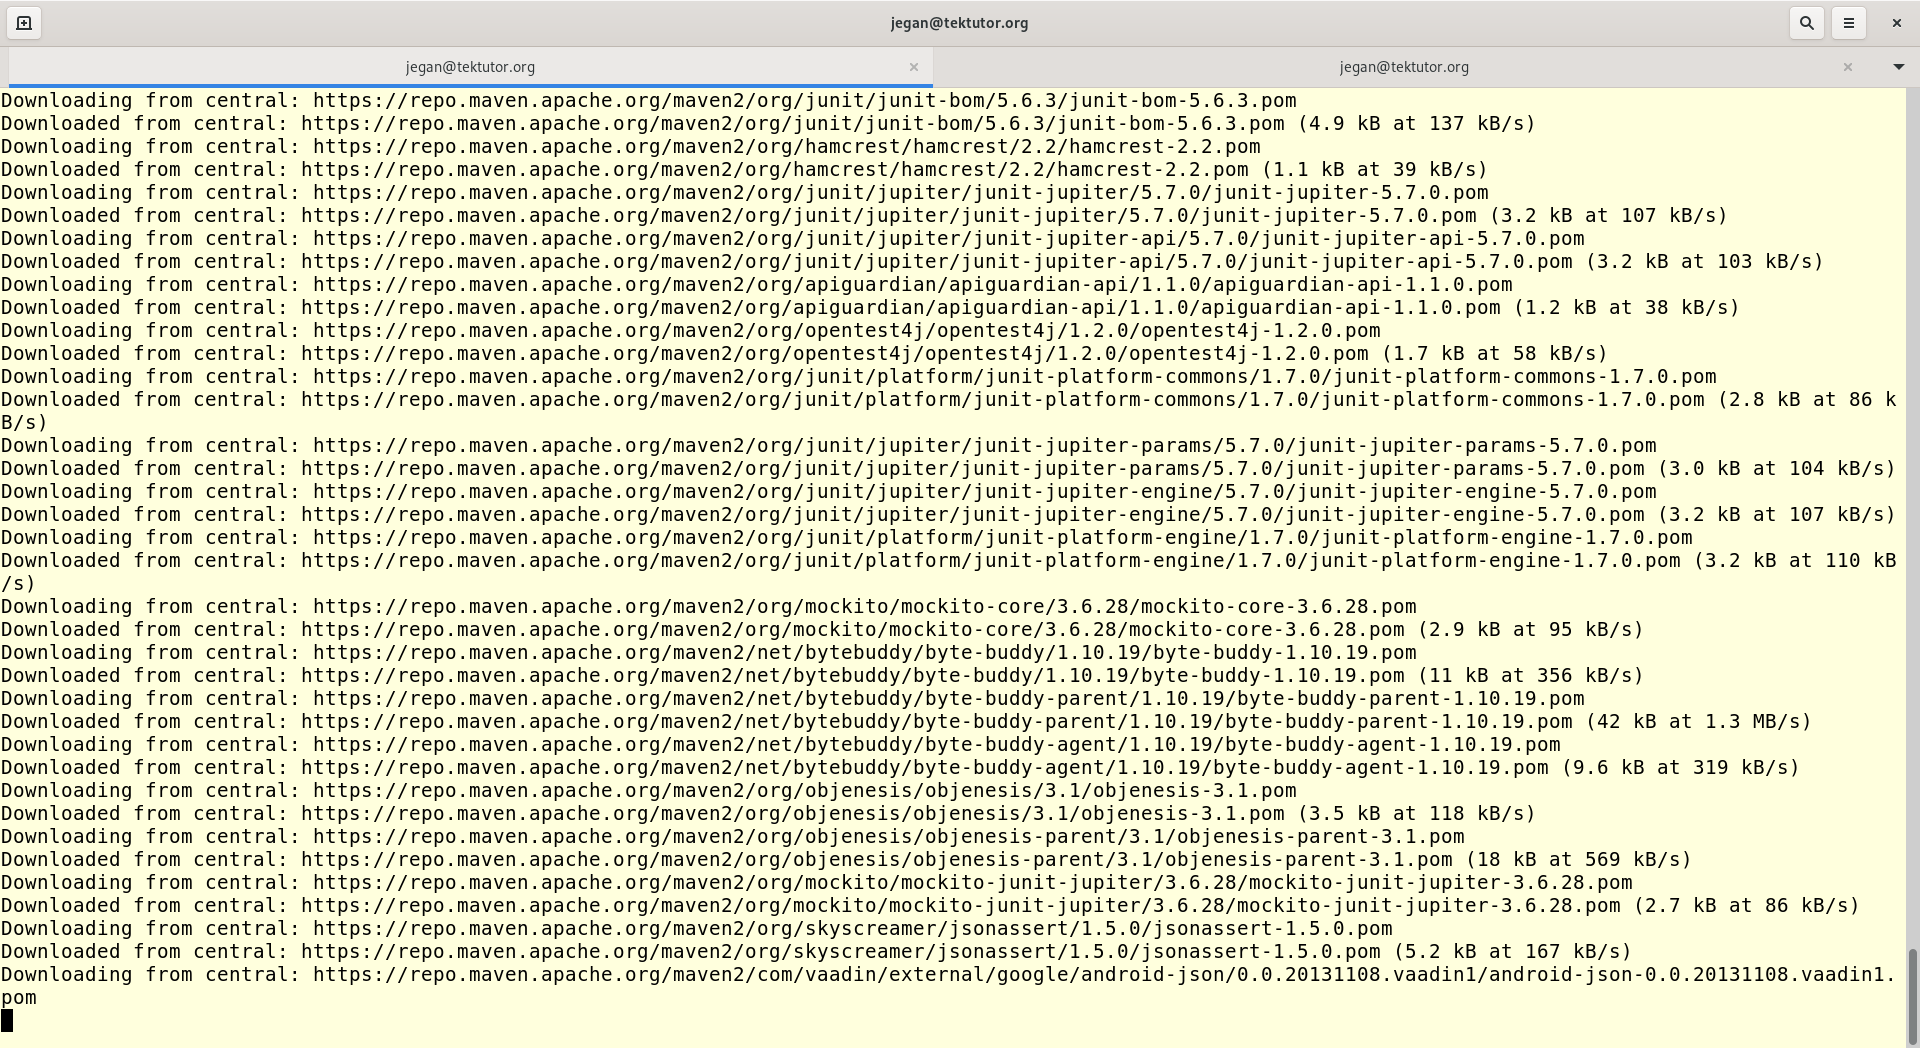 jegan@tektutor.org
jegan@tektutor.org
jegan@tektutor.org
Downloading from central: https://repo.maven.apache.org/maven2/org/junit/junit-bom/5.6.3/junit-bom-5.6.3.pom
Downloaded from central: https://repo.maven.apache.org/maven2/org/junit/junit-bom/5.6.3/junit-bom-5.6.3.pom (4.9 kB at 137 kB/s)
Downloading from central: https://repo.maven.apache.org/maven2/org/hamcrest/hamcrest/2.2/hamcrest-2.2.pom
Downloaded from central: https://repo.maven.apache.org/maven2/org/hamcrest/hamcrest/2.2/hamcrest-2.2.pom (1.1 kB at 39 kB/s)
Downloading from central: https://repo.maven.apache.org/maven2/org/junit/jupiter/junit-jupiter/5.7.0/junit-jupiter-5.7.0.pom
Downloaded from central: https://repo.maven.apache.org/maven2/org/junit/jupiter/junit-jupiter/5.7.0/junit-jupiter-5.7.0.pom (3.2 kB at 107 kB/s)
Downloading from central: https://repo.maven.apache.org/maven2/org/junit/jupiter/junit-jupiter-api/5.7.0/junit-jupiter-api-5.7.0.pom
Downloaded from central: https://repo.maven.apache.org/maven2/org/junit/jupiter/junit-jupiter-api/5.7.0/junit-jupiter-api-5.7.0.pom (3.2 kB at 103 kB/s)
Downloading from central: https://repo.maven.apache.org/maven2/org/apiguardian/apiguardian-api/1.1.0/apiguardian-api-1.1.0.pom
Downloaded from central: https://repo.maven.apache.org/maven2/org/apiguardian/apiguardian-api/1.1.0/apiguardian-api-1.1.0.pom (1.2 kB at 38 kB/s)
Downloading from central: https://repo.maven.apache.org/maven2/org/opentest4j/opentest4j/1.2.0/opentest4j-1.2.0.pom
Downloaded from central: https://repo.maven.apache.org/maven2/org/opentest4j/opentest4j/1.2.0/opentest4j-1.2.0.pom (1.7 kB at 58 kB/s)
Downloading from central: https://repo.maven.apache.org/maven2/org/junit/platform/junit-platform-commons/1.7.0/junit-platform-commons-1.7.0.pom
Downloaded from central: https://repo.maven.apache.org/maven2/org/junit/platform/junit-platform-commons/1.7.0/junit-platform-commons-1.7.0.pom (2.8 kB at 86 k
B/s)
Downloading from central: https://repo.maven.apache.org/maven2/org/junit/jupiter/junit-jupiter-params/5.7.0/junit-jupiter-params-5.7.0.pom
Downloaded from central: https://repo.maven.apache.org/maven2/org/junit/jupiter/junit-jupiter-params/5.7.0/junit-jupiter-params-5.7.0.pom (3.0 kB at 104 kB/s)
Downloading from central: https://repo.maven.apache.org/maven2/org/junit/jupiter/junit-jupiter-engine/5.7.0/junit-jupiter-engine-5.7.0.pom
Downloaded from central: https://repo.maven.apache.org/maven2/org/junit/jupiter/junit-jupiter-engine/5.7.0/junit-jupiter-engine-5.7.0.pom (3.2 kB at 107 kB/s)
Downloading from central: https://repo.maven.apache.org/maven2/org/junit/platform/junit-platform-engine/1.7.0/junit-platform-engine-1.7.0.pom
Downloaded from central: https://repo.maven.apache.org/maven2/org/junit/platform/junit-platform-engine/1.7.0/junit-platform-engine-1.7.0.pom (3.2 kB at 110 kB
/s)
Downloading from central: https://repo.maven.apache.org/maven2/org/mockito/mockito-core/3.6.28/mockito-core-3.6.28.pom
Downloaded from central: https://repo.maven.apache.org/maven2/org/mockito/mockito-core/3.6.28/mockito-core-3.6.28.pom (2.9 kB at 95 kB/s)
Downloading from central: https://repo.maven.apache.org/maven2/net/bytebuddy/byte-buddy/1.10.19/byte-buddy-1.10.19.pom
Downloaded from central: https://repo.maven.apache.org/maven2/net/bytebuddy/byte-buddy/1.10.19/byte-buddy-1.10.19.pom (11 kB at 356 kB/s)
Downloading from central: https://repo.maven.apache.org/maven2/net/bytebuddy/byte-buddy-parent/1.10.19/byte-buddy-parent-1.10.19.pom
Downloaded from central: https://repo.maven.apache.org/maven2/net/bytebuddy/byte-buddy-parent/1.10.19/byte-buddy-parent-1.10.19.pom (42 kB at 1.3 MB/s)
Downloading from central: https://repo.maven.apache.org/maven2/net/bytebuddy/byte-buddy-agent/1.10.19/byte-buddy-agent-1.10.19.pom
Downloaded from central: https://repo.maven.apache.org/maven2/net/bytebuddy/byte-buddy-agent/1.10.19/byte-buddy-agent-1.10.19.pom (9.6 kB at 319 kB/s)
Downloading from central: https://repo.maven.apache.org/maven2/org/objenesis/objenesis/3.1/objenesis-3.1.pom
Downloaded from central: https://repo.maven.apache.org/maven2/org/objenesis/objenesis/3.1/objenesis-3.1.pom (3.5 kB at 118 kB/s)
Downloading from central: https://repo.maven.apache.org/maven2/org/objenesis/objenesis-parent/3.1/objenesis-parent-3.1.pom
Downloaded from central: https://repo.maven.apache.org/maven2/org/objenesis/objenesis-parent/3.1/objenesis-parent-3.1.pom (18 kB at 569 kB/s)
Downloading from central: https://repo.maven.apache.org/maven2/org/mockito/mockito-junit-jupiter/3.6.28/mockito-junit-jupiter-3.6.28.pom
Downloaded from central: https://repo.maven.apache.org/maven2/org/mockito/mockito-junit-jupiter/3.6.28/mockito-junit-jupiter-3.6.28.pom (2.7 kB at 86 kB/s)
Downloading from central: https://repo.maven.apache.org/maven2/org/skyscreamer/jsonassert/1.5.0/jsonassert-1.5.0.pom
Downloaded from central: https://repo.maven.apache.org/maven2/org/skyscreamer/jsonassert/1.5.0/jsonassert-1.5.0.pom (5.2 kB at 167 kB/s)
Downloading from central: https://repo.maven.apache.org/maven2/com/vaadin/external/google/android-json/0.0.20131108.vaadin1/android-json-0.0.20131108.vaadin1.
pom